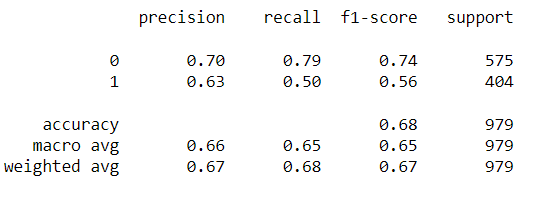 precision recall f1-score support
0 0.70 0.79 0.74 575
1 0.63 0.50 0.56 404
accuracy 0.68 979
macro avg 0.66 0.65 0.65 979
weighted avg 0.67 0.68 0.67 979